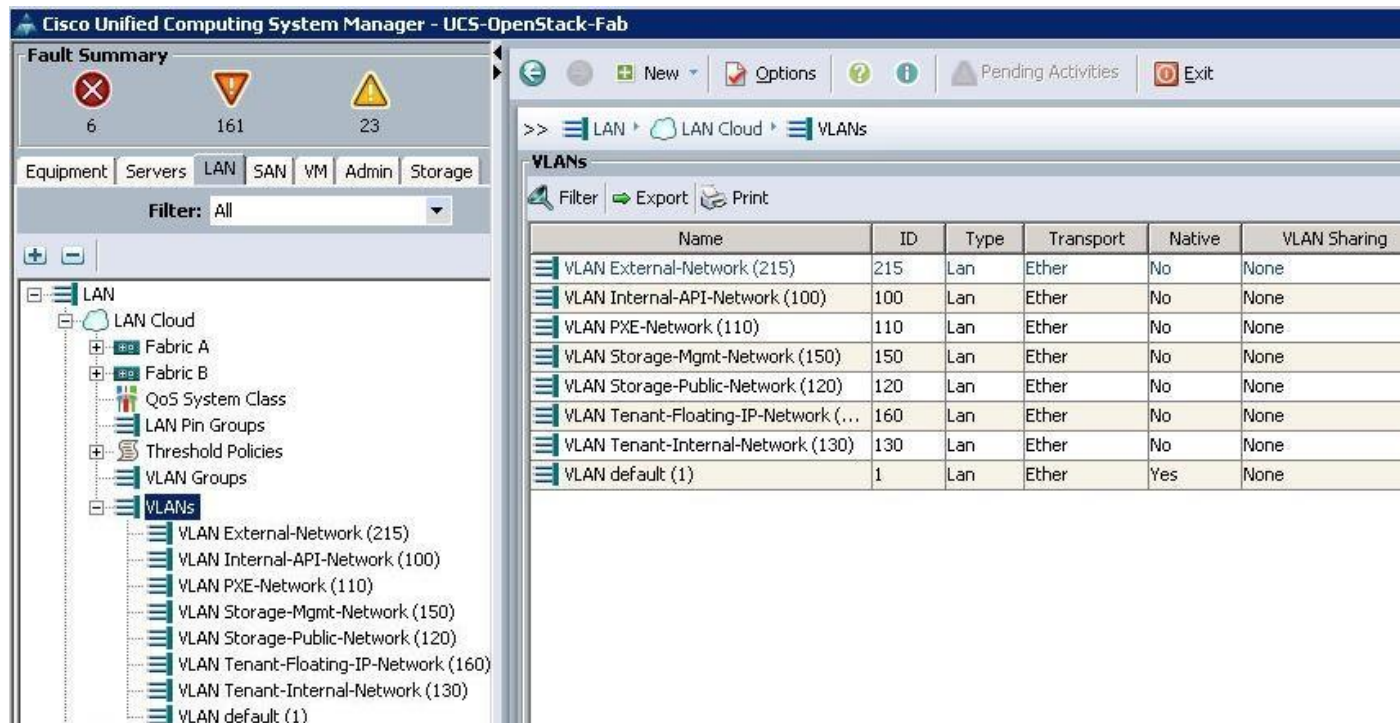 Cisco Unified Computing System Manager - UCS-OpenStack-Fab
Fault Summary
6 161 23
Equipment Servers LAN SAN VM Admin Storage
Filter: All
LAN
LAN Cloud
Fabric A
Fabric B
QoS System Class
LAN Pin Groups
Threshold Policies
VLAN Groups
VLANs
VLAN External-Network (215)
VLAN Internal-API-Network (100)
VLAN PXE-Network (110)
VLAN Storage-Mgmt-Network (150)
VLAN Storage-Public-Network (120)
VLAN Tenant-Floating-IP-Network (160)
VLAN Tenant-Internal-Network (130)
VLAN default (1)
New Options Pending Activities Exit
>> LAN LAN Cloud VLANs
VLANs
Filter Export Print
Name ID Type Transport Native VLAN Sharing
VLAN External-Network (215) 215 Lan Ether No None
VLAN Internal-API-Network (100) 100 Lan Ether No None
VLAN PXE-Network (110) 110 Lan Ether No None
VLAN Storage-Mgmt-Network (150) 150 Lan Ether No None
VLAN Storage-Public-Network (120) 120 Lan Ether No None
VLAN Tenant-Floating-IP-Network (... 160 Lan Ether No None
VLAN Tenant-Internal-Network (130) 130 Lan Ether No None
VLAN default (1) 1 Lan Ether Yes None